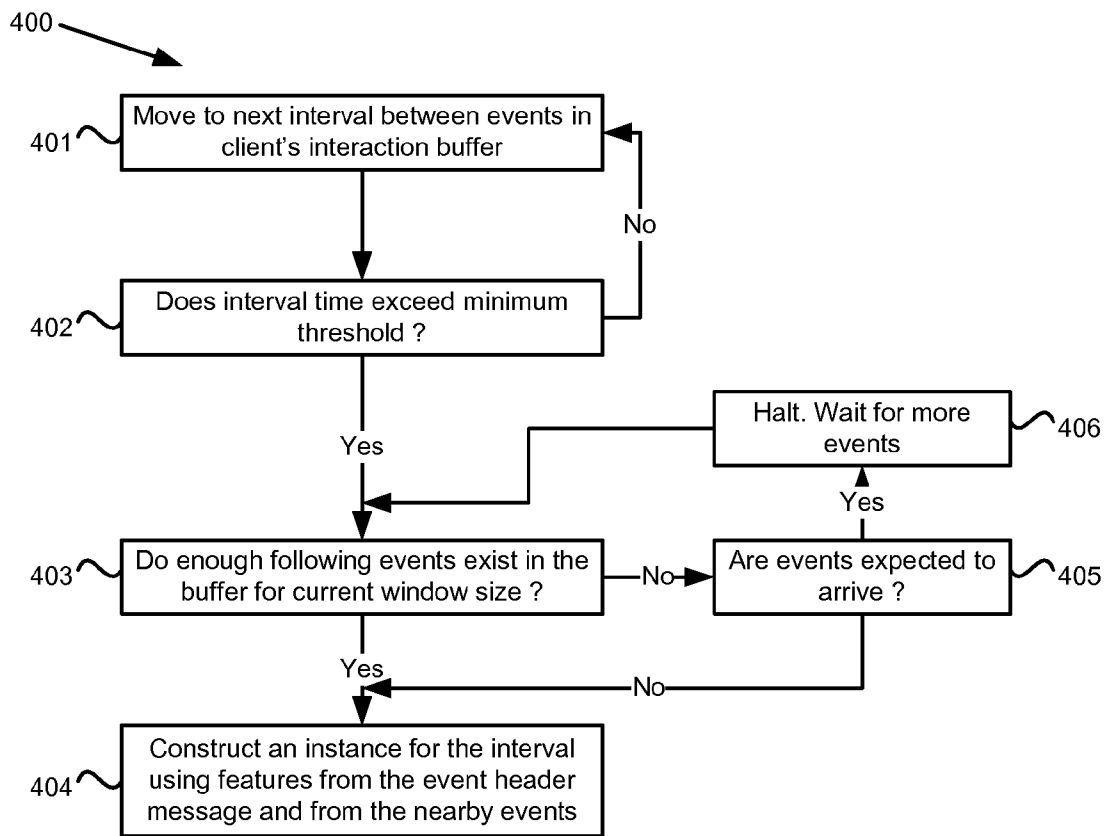 400
Move to next interval between events in
client's interaction buffer
401
No
Does interval time exceed minimum
threshold ?
402
Yes
Halt. Wait for more
events
406
Yes
Do enough following events exist in the
buffer for current window size ?
403
No
Are events expected to
arrive ?
405
Yes
No
Construct an instance for the interval
using features from the event header
message and from the nearby events
404